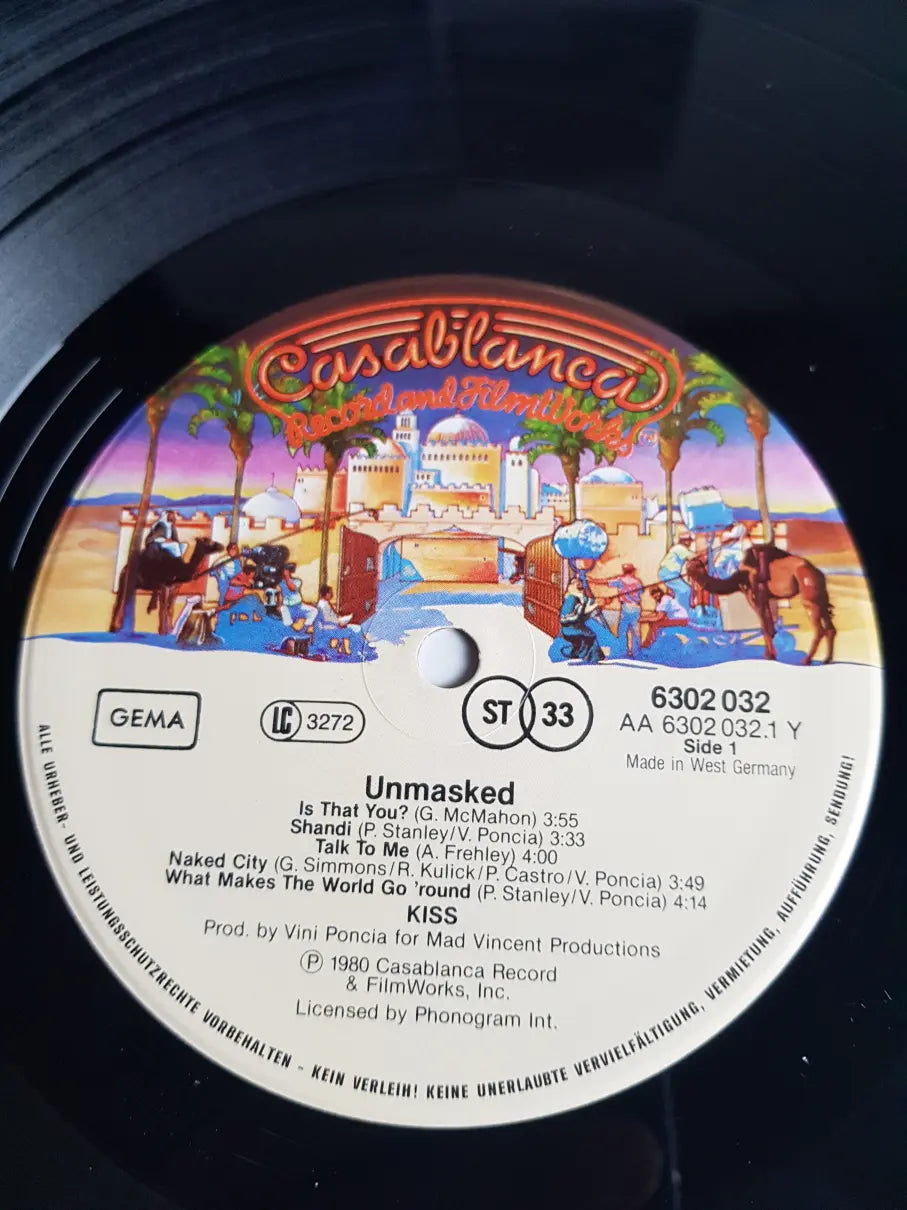 Casablanca
Record and FilmWorks
GEMA
LC 3272
ST 33
6302 032
AA 6302 032.1 Y
Side 1
Made in West Germany
Unmasked
Is That You? (G. McMahon) 3:55
Shandi (P. Stanley/V. Poncia) 3:33
Talk To Me (A. Frehley) 4:00
Naked City (G. Simmons/R. Kulick/P. Castro/V. Poncia) 3:49
What Makes The World Go 'round (P. Stanley/V. Poncia) 4:14
KISS
Prod. by Vini Poncia for Mad Vincent Productions
Ⓟ 1980 Casablanca Record
& FilmWorks, Inc.
Licensed by Phonogram Int.
ALLE URHEBER- UND LEISTUNGSSCHUTZRECHTE VORBEHALTEN - KEIN VERLEIH! KEINE UNERLAUBTE VERVIELFÄLTIGUNG, VERMIETUNG, AUFFÜHRUNG, SENDUNG!